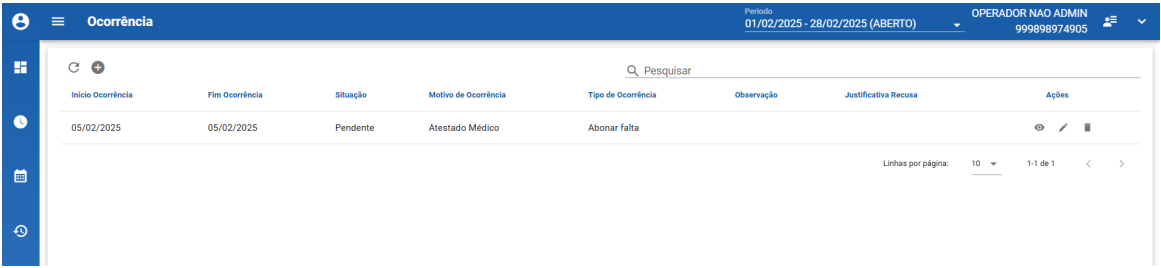 Ocorrência
Período
01/02/2025 - 28/02/2025 (ABERTO)
OPERADOR NAO ADMIN
999898974905
Pesquisar
Início Ocorrência Fim Ocorrência Situação Motivo de Ocorrência Tipo de Ocorrência Observação Justificativa Recusa Ações
05/02/2025 05/02/2025 Pendente Atestado Médico Abonar falta
Linhas por página: 10 1-1 de 1